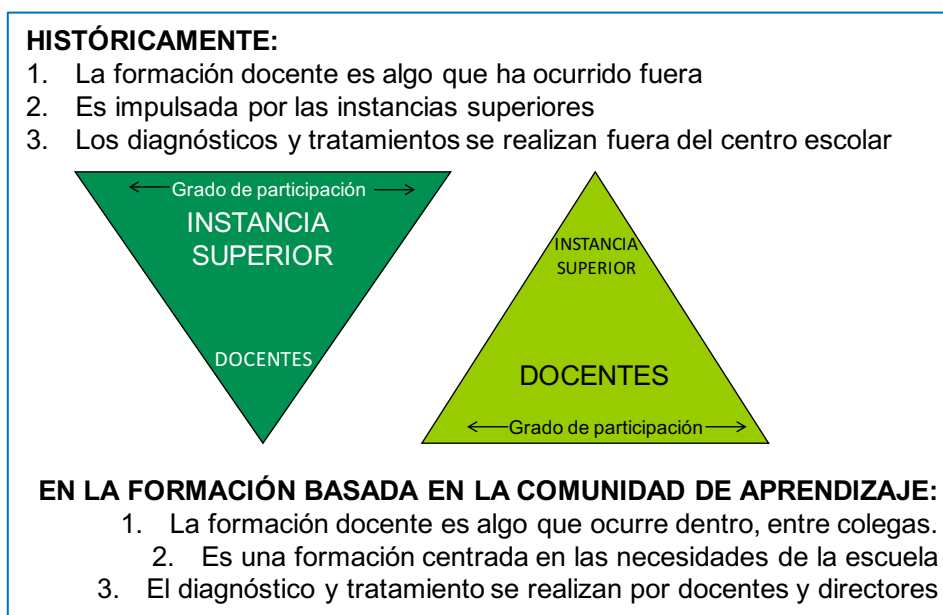 HISTÓRICAMENTE:
1. La formación docente es algo que ha ocurrido fuera
2. Es impulsada por las instancias superiores
3. Los diagnósticos y tratamientos se realizan fuera del centro escolar
Grado de participación
INSTANCIA
SUPERIOR
DOCENTES
INSTANCIA
SUPERIOR
DOCENTES
Grado de participación
EN LA FORMACIÓN BASADA EN LA COMUNIDAD DE APRENDIZAJE:
1. La formación docente es algo que ocurre dentro, entre colegas.
2. Es una formación centrada en las necesidades de la escuela
3. El diagnóstico y tratamiento se realizan por docentes y directores